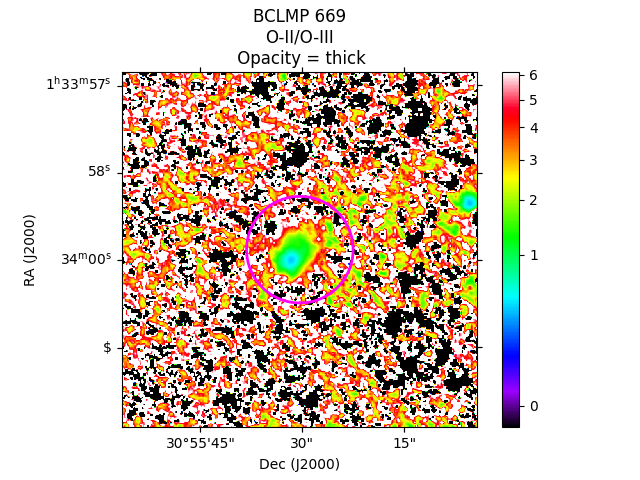 BCLMP 669
O-II/O-III
Opacity = thick
1ʰ33ᵐ57ˢ
58ˢ
34ᵐ00ˢ
$
RA (J2000)
30°55'45"
30"
15"
Dec (J2000)
6
5
4
3
2
1
0